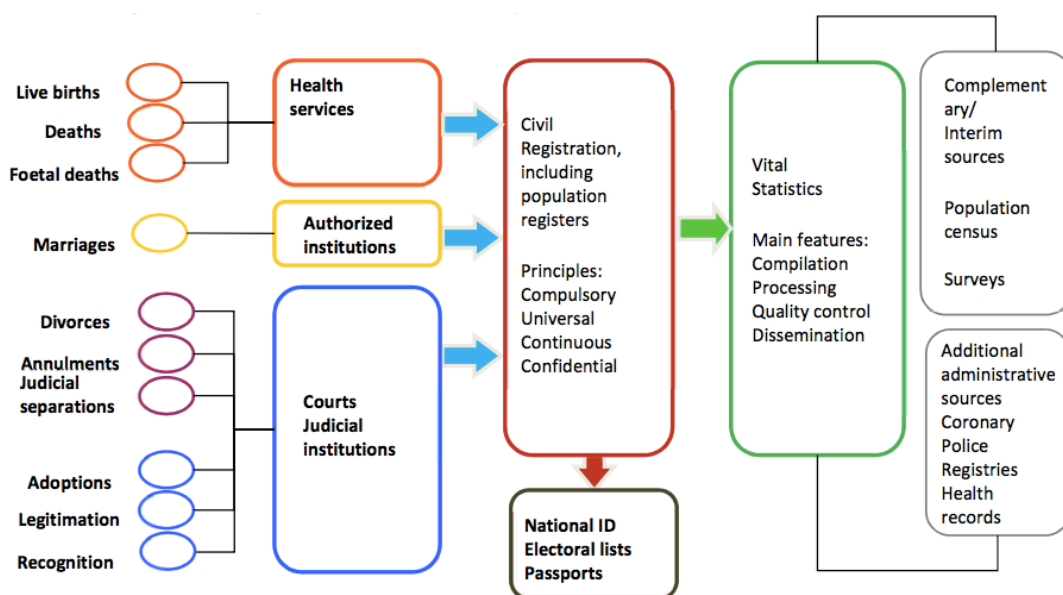 Live births
Deaths
Foetal deaths
Marriages
Divorces
Annulments
Judicial
separations
Adoptions
Legitimation
Recognition
Health
services
Authorized
institutions
Courts
Judicial
institutions
Civil
Registration,
including
population
registers
Principles:
Compulsory
Universal
Continuous
Confidential
National ID
Electoral lists
Passports
Vital
Statistics
Main features:
Compilation
Processing
Quality control
Dissemination
Complement
ary/
Interim
sources
Population
census
Surveys
Additional
administrative
sources
Coronary
Police
Registries
Health
records